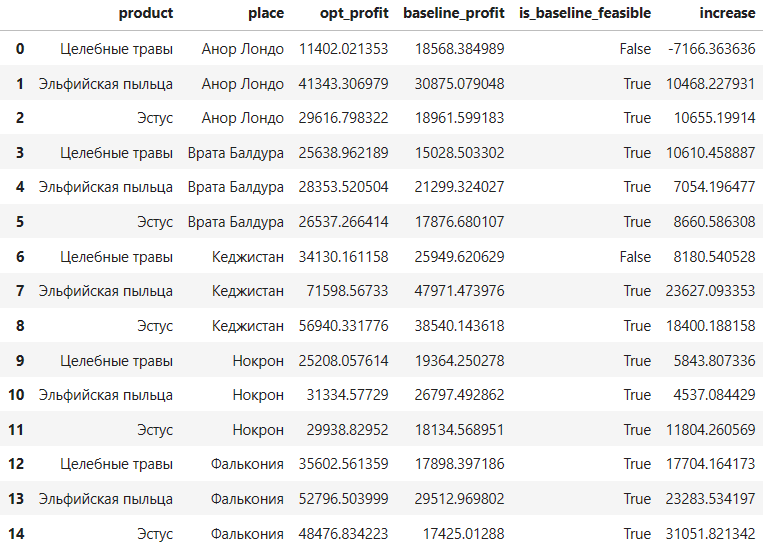 product place opt_profit baseline_profit is_baseline_feasible increase
0 Целебные травы Анор Лондо 11402.021353 18568.384989 False -7166.363636
1 Эльфийская пыльца Анор Лондо 41343.306979 30875.079048 True 10468.227931
2 Эстус Анор Лондо 29616.798322 18961.599183 True 10655.19914
3 Целебные травы Врата Балдура 25638.962189 15028.503302 True 10610.458887
4 Эльфийская пыльца Врата Балдура 28353.520504 21299.324027 True 7054.196477
5 Эстус Врата Балдура 26537.266414 17876.680107 True 8660.586308
6 Целебные травы Кеджистан 34130.161158 25949.620629 False 8180.540528
7 Эльфийская пыльца Кеджистан 71598.56733 47971.473976 True 23627.093353
8 Эстус Кеджистан 56940.331776 38540.143618 True 18400.188158
9 Целебные травы Нокрон 25208.057614 19364.250278 True 5843.807336
10 Эльфийская пыльца Нокрон 31334.57729 26797.492862 True 4537.084429
11 Эстус Нокрон 29938.82952 18134.568951 True 11804.260569
12 Целебные травы Фалькония 35602.561359 17898.397186 True 17704.164173
13 Эльфийская пыльца Фалькония 52796.503999 29512.969802 True 23283.534197
14 Эстус Фалькония 48476.834223 17425.01288 True 31051.821342